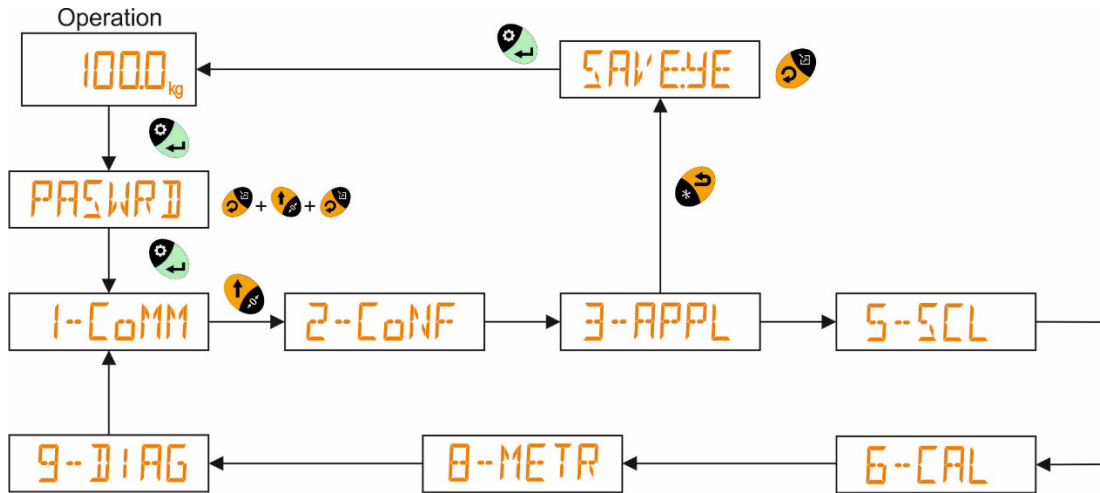 Operation
100.0 kg
SAVE:YE
PASWRD
+ +
1-CoMM
2-CoNF
3-APPL
5-SCL
9-DIAG
8-METR
6-CAL